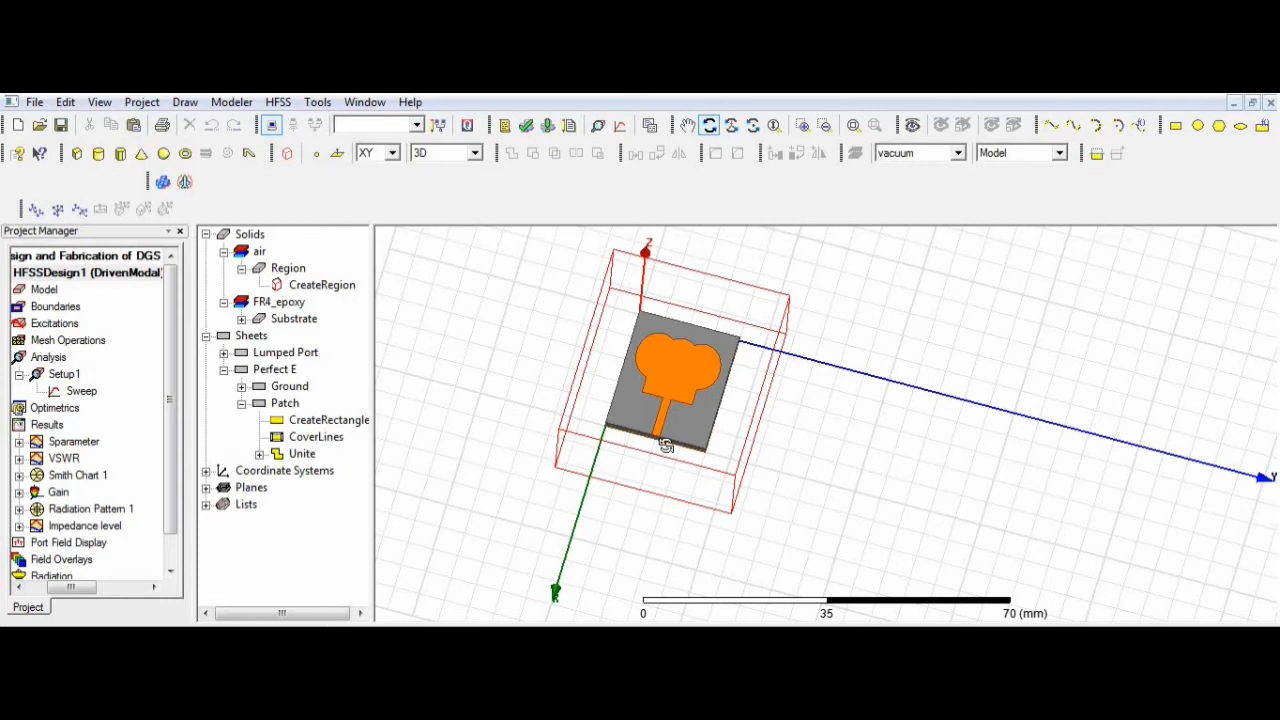 File Edit View Project Draw Modeler HFSS Tools Window Help
XY 3D vacuum Model
Project Manager
sign and Fabrication of DGS
HFSSDesign1 (DrivenModal)
Model
Boundaries
Excitations
Mesh Operations
Analysis
Setup1
Sweep
Optimetrics
Results
Sparameter
VSWR
Smith Chart 1
Gain
Radiation Pattern 1
Impedance level
Port Field Display
Field Overlays
Radiation
Project
Solids
air
Region
CreateRegion
FR4_epoxy
Substrate
Sheets
Lumped Port
Perfect E
Ground
Patch
CreateRectangle
CoverLines
Unite
Coordinate Systems
Planes
Lists
Z
Y
0 35 70 (mm)